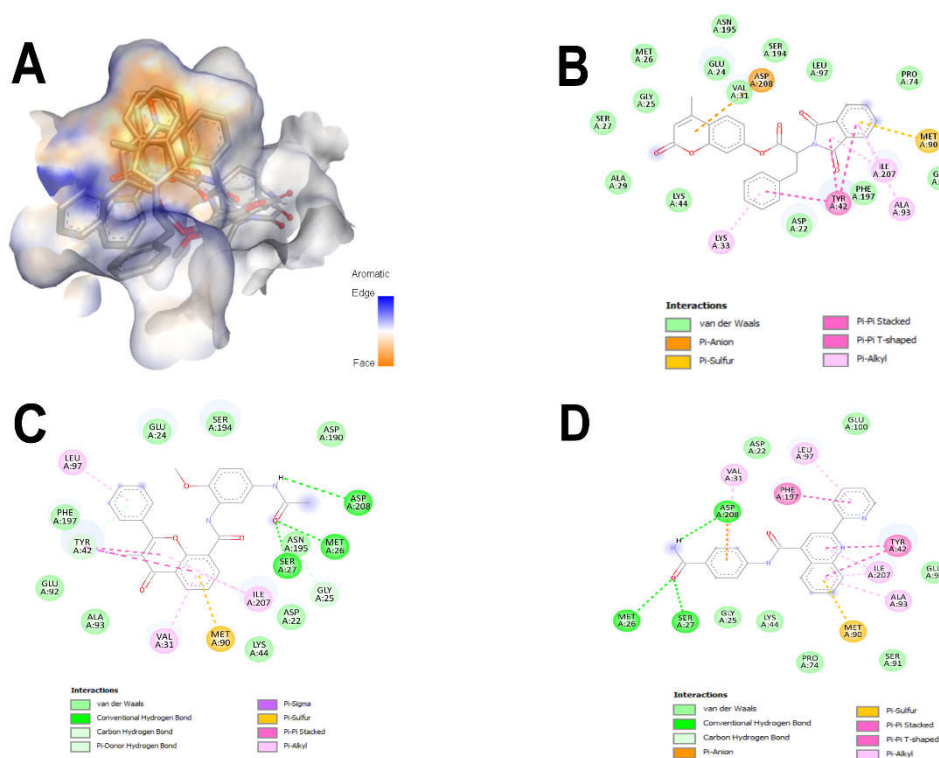 A
Aromatic
Edge
Face
B
ASN
A:195
MET
A:26
GLU
A:24
SER
A:194
ASP
A:208
LEU
A:97
PRO
A:74
VAL
A:31
GLY
A:25
SER
A:27
MET
A:90
O
O
O
O
N
O
O
ILE
A:207
ALA
A:29
LYS
A:44
TYR
A:42
PHE
A:197
ALA
A:93
ASP
A:22
LYS
A:33
Interactions
van der Waals
Pi-Anion
Pi-Sulfur
Pi-Pi Stacked
Pi-Pi T-shaped
Pi-Alkyl
C
GLU
A:24
SER
A:194
ASP
A:190
LEU
A:97
H
N
O
ASP
A:208
PHE
A:197
TYR
A:42
O
N
O
O
ASN
A:195
MET
A:26
SER
A:27
GLY
A:25
GLU
A:92
O
ILE
A:207
ASP
A:22
ALA
A:93
VAL
A:31
MET
A:90
LYS
A:44
Interactions
van der Waals
Conventional Hydrogen Bond
Carbon Hydrogen Bond
Pi-Donor Hydrogen Bond
Pi-Sigma
Pi-Sulfur
Pi-Pi Stacked
Pi-Alkyl
D
GLU
A:100
ASP
A:22
LEU
A:97
VAL
A:31
PHE
A:197
ASP
A:208
N
H
O
O
N
TYR
A:42
N
ILE
A:207
ALA
A:93
MET
A:26
SER
A:27
GLY
A:25
LYS
A:44
MET
A:90
PRO
A:74
SER
A:91
Interactions
van der Waals
Conventional Hydrogen Bond
Carbon Hydrogen Bond
Pi-Anion
Pi-Sulfur
Pi-Pi Stacked
Pi-Pi T-shaped
Pi-Alkyl